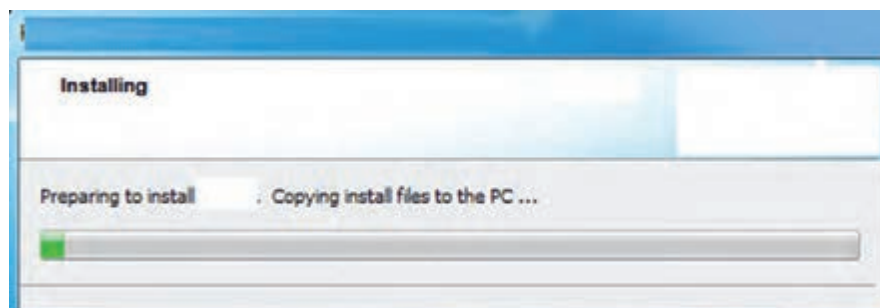 Installing
Preparing to install . Copying install files to the PC ...